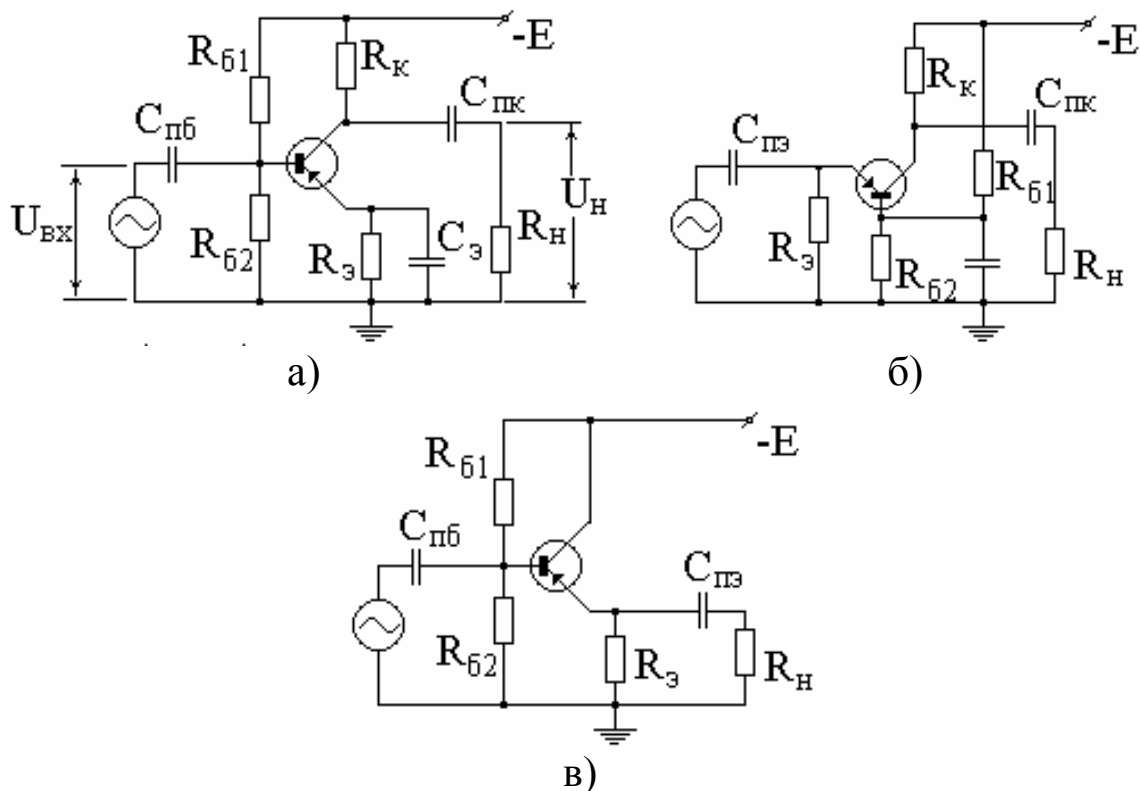 -E
Rб1
Rк
Cпк
Cпб
Uвх
Uн
Rб2
Rэ
Cэ
Rн
а)
-E
Rк
Cпк
Cпэ
Rб1
Rэ
Rб2
Rн
б)
-E
Rб1
Cпб
Cпэ
Rб2
Rэ
Rн
в)